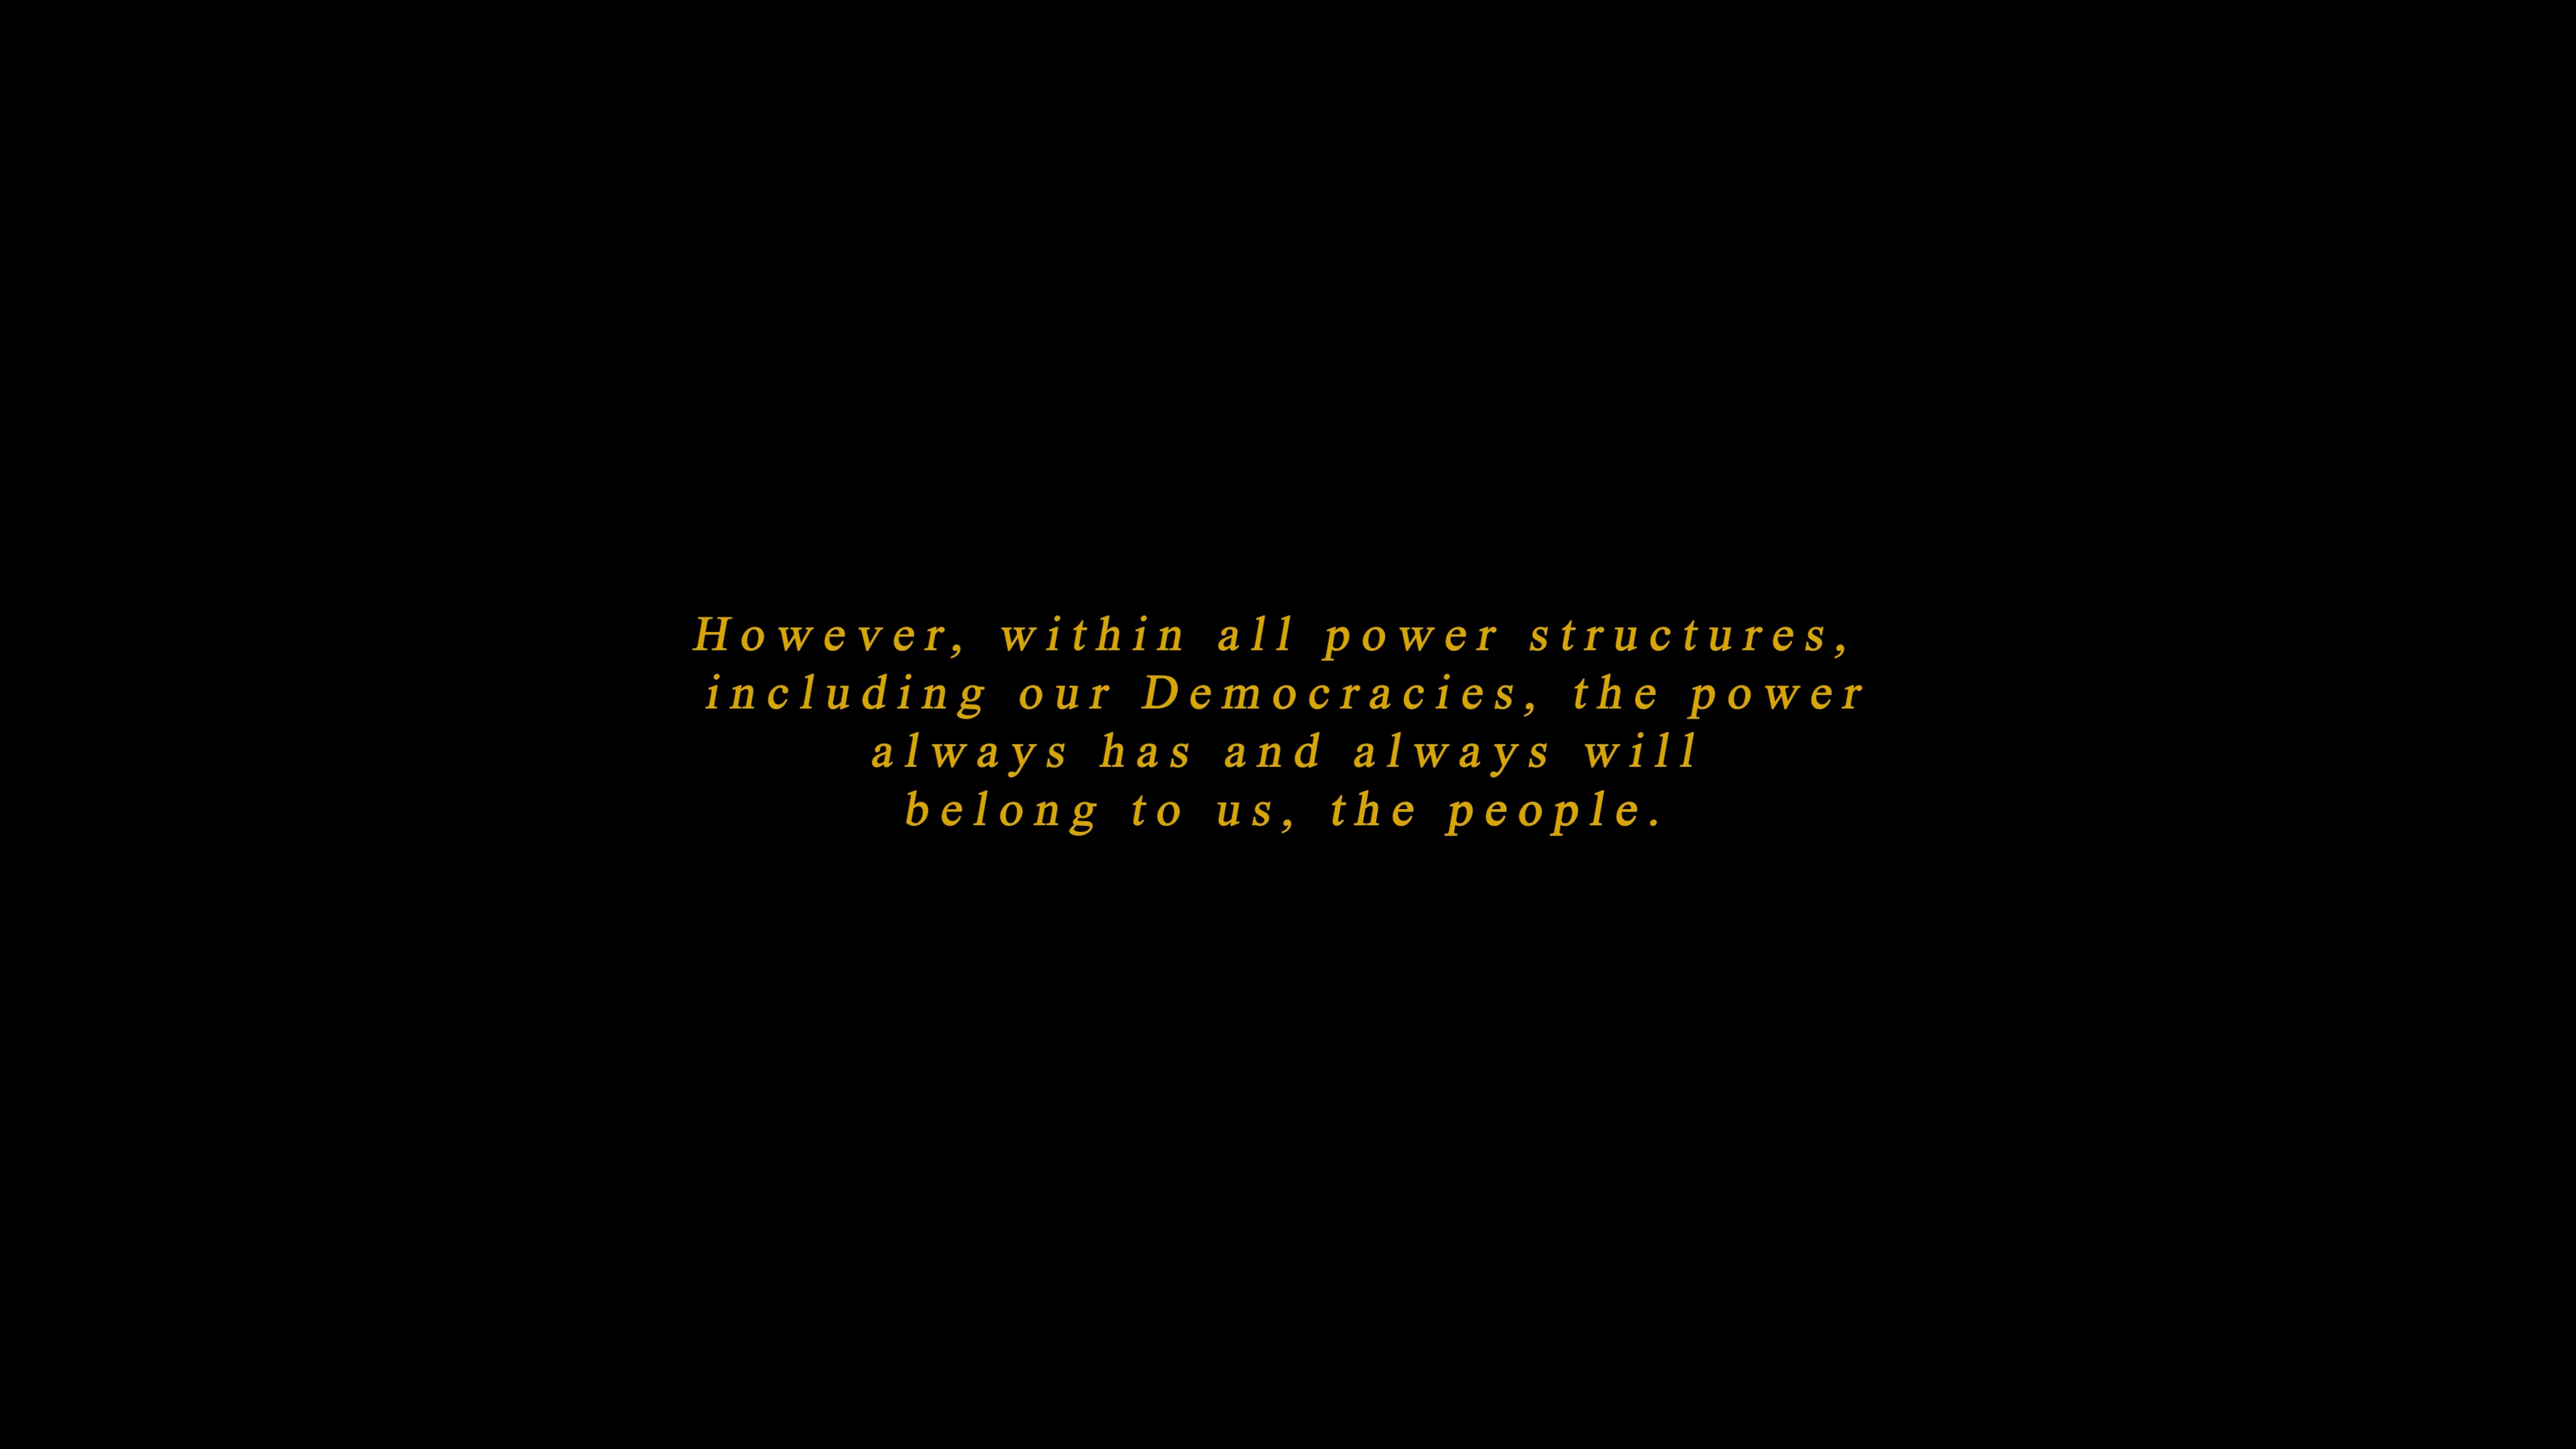 However, within all power structures,
including our Democracies, the power
always has and always will
belong to us, the people.